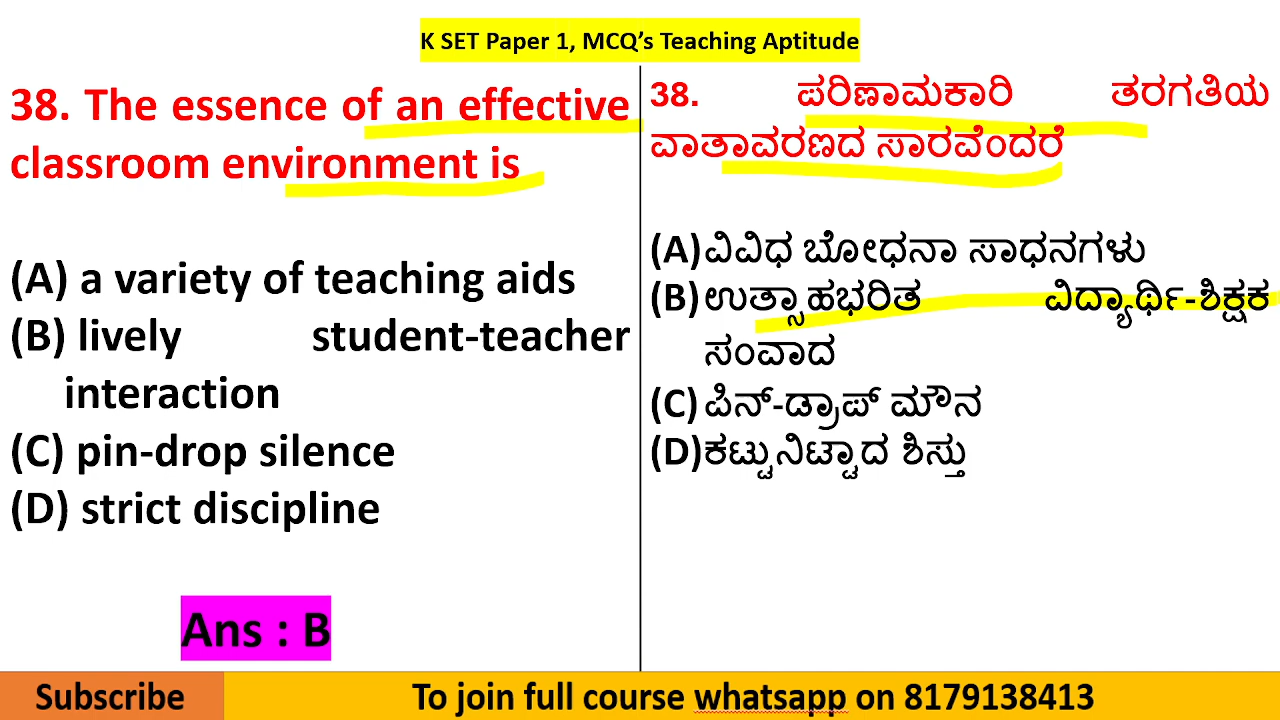 K SET Paper 1, MCQ’s Teaching Aptitude
38. The essence of an effective
classroom environment is
(A) a variety of teaching aids
(B) lively student-teacher
interaction
(C) pin-drop silence
(D) strict discipline
Ans : B
38. ಪರಿಣಾಮಕಾರಿ ತರಗತಿಯ
ವಾತಾವರಣದ ಸಾರವೆಂದರೆ
(A) ವಿವಿಧ ಬೋಧನಾ ಸಾಧನಗಳು
(B) ಉತ್ಸಾಹಭರಿತ ವಿದ್ಯಾರ್ಥಿ-ಶಿಕ್ಷಕ
ಸಂವಾದ
(C) ಪಿನ್-ಡ್ರಾಪ್ ಮೌನ
(D) ಕಟ್ಟುನಿಟ್ಟಾದ ಶಿಸ್ತು
Subscribe
To join full course whatsapp on 8179138413